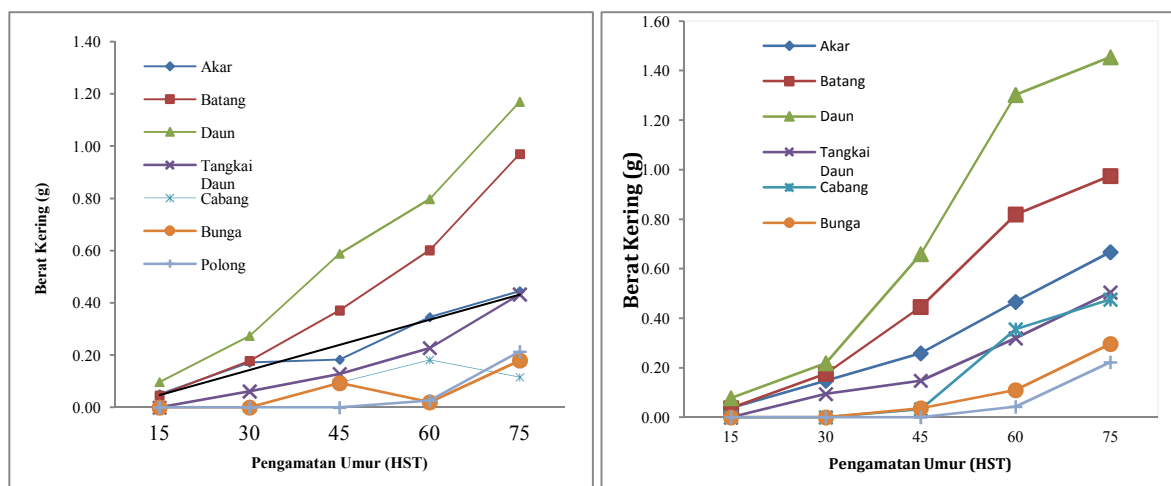 1.40
1.20
1.00
0.80
0.60
0.40
0.20
0.00
Berat Kering (g)
Akar
Batang
Daun
Tangkai
Daun
Cabang
Bunga
Polong
15 30 45 60 75
Pengamatan Umur (HST)
1.60
1.40
1.20
1.00
0.80
0.60
0.40
0.20
0.00
Berat Kering (g)
Akar
Batang
Daun
Tangkai
Daun
Cabang
Bunga
15 30 45 60 75
Pengamatan Umur (HST)